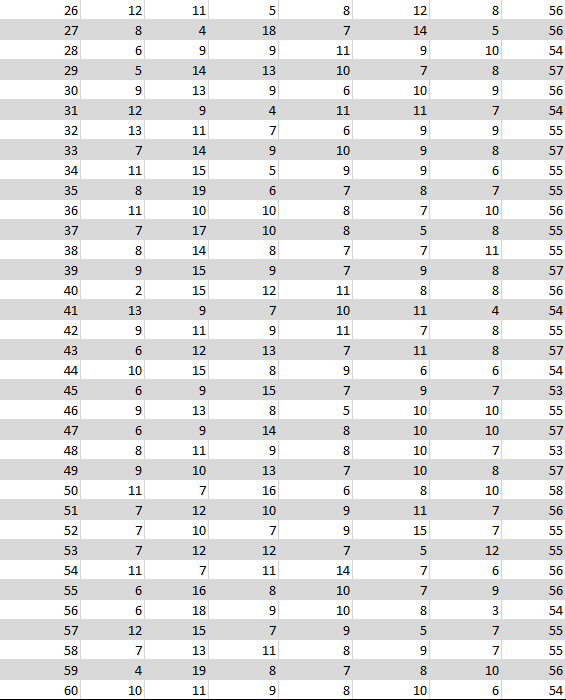 26 12 11 5 8 12 8 56
27 8 4 18 7 14 5 56
28 6 9 9 11 9 10 54
29 5 14 13 10 7 8 57
30 9 13 9 6 10 9 56
31 12 9 4 11 11 7 54
32 13 11 7 6 9 9 55
33 7 14 9 10 9 8 57
34 11 15 5 9 9 6 55
35 8 19 6 7 8 7 55
36 11 10 10 8 7 10 56
37 7 17 10 8 5 8 55
38 8 14 8 7 7 11 55
39 9 15 9 7 9 8 57
40 2 15 12 11 8 8 56
41 13 9 7 10 11 4 54
42 9 11 9 11 7 8 55
43 6 12 13 7 11 8 57
44 10 15 8 9 6 6 54
45 6 9 15 7 9 7 53
46 9 13 8 5 10 10 55
47 6 9 14 8 10 10 57
48 8 11 9 8 10 7 53
49 9 10 13 7 10 8 57
50 11 7 16 6 8 10 58
51 7 12 10 9 11 7 56
52 7 10 7 9 15 7 55
53 7 12 12 7 5 12 55
54 11 7 11 14 7 6 56
55 6 16 8 10 7 9 56
56 6 18 9 10 8 3 54
57 12 15 7 9 5 7 55
58 7 13 11 8 9 7 55
59 4 19 8 7 8 10 56
60 10 11 9 8 10 6 54